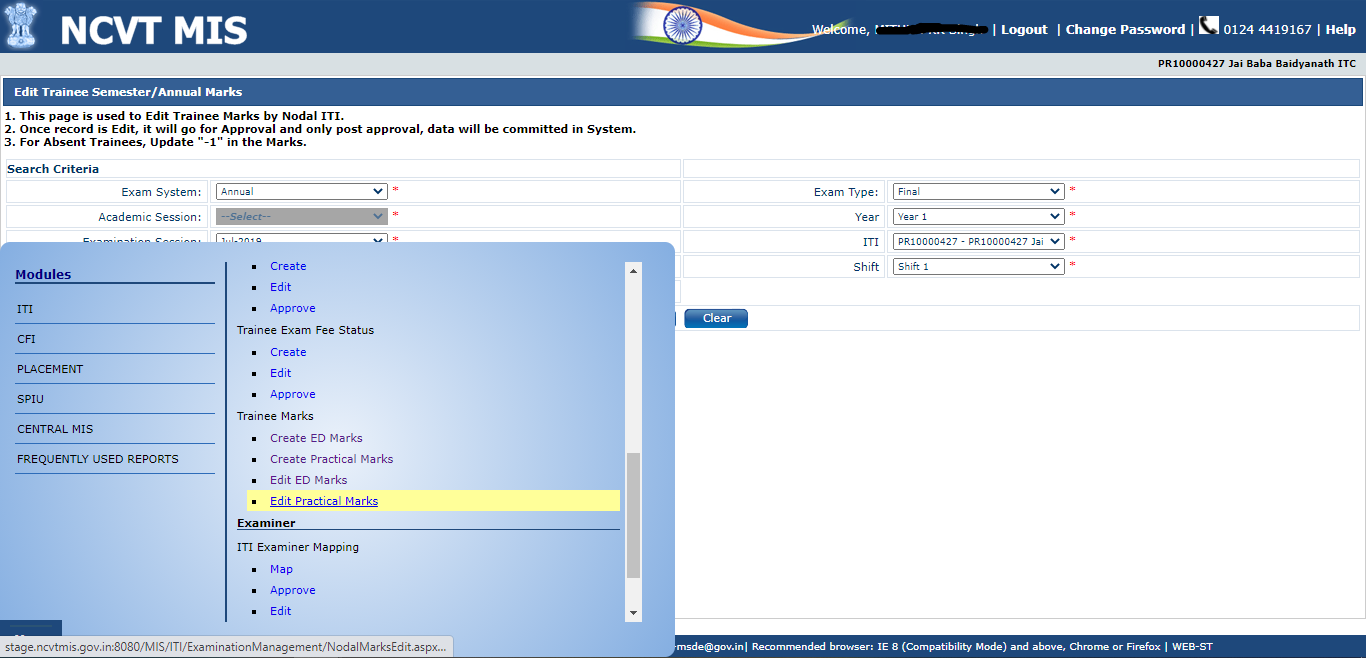 NCVT MIS
Welcome, | Logout | Change Password | 0124 4419167 | Help
PR10000427 Jai Baba Baidyanath ITC
Edit Trainee Semester/Annual Marks
1. This page is used to Edit Trainee Marks by Nodal ITI.
2. Once record is Edit, it will go for Approval and only post approval, data will be committed in System.
3. For Absent Trainees, Update "-1" in the Marks.
Search Criteria
Exam System: Annual * Exam Type: Final *
Academic Session: --Select-- * Year Year 1 *
Examination Session: Jul-2019 * ITI PR10000427 - PR10000427 Jai *
Shift Shift 1 *
Clear
Modules
ITI
CFI
PLACEMENT
SPIU
CENTRAL MIS
FREQUENTLY USED REPORTS
Create
Edit
Approve
Trainee Exam Fee Status
Create
Edit
Approve
Trainee Marks
Create ED Marks
Create Practical Marks
Edit ED Marks
Edit Practical Marks
Examiner
ITI Examiner Mapping
Map
Approve
Edit
stage.ncvtmis.gov.in:8080/MIS/ITI/ExaminationManagement/NodalMarksEdit.aspx...
-msde@gov.in| Recommended browser: IE 8 (Compatibility Mode) and above, Chrome or Firefox | WEB-ST